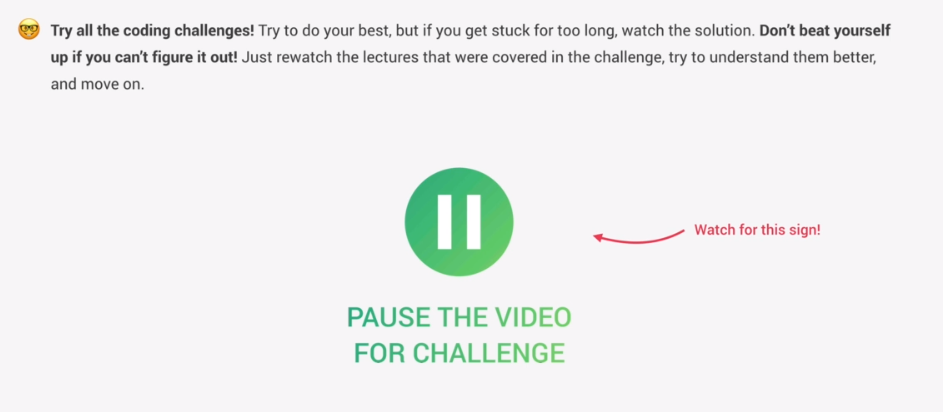 Try all the coding challenges! Try to do your best, but if you get stuck for too long, watch the solution. Don’t beat yourself
up if you can’t figure it out! Just rewatch the lectures that were covered in the challenge, try to understand them better,
and move on.
Watch for this sign!
PAUSE THE VIDEO
FOR CHALLENGE